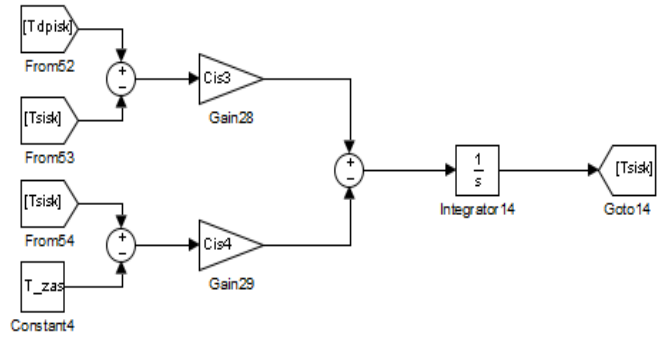 [Tdpisk]
From52
+
−
Cis3
Gain28
[Tsisk]
From53
+
−
1
s
Integrator14
[Tsisk]
Goto14
[Tsisk]
From54
+
−
Cis4
Gain29
T_zas
Constant4